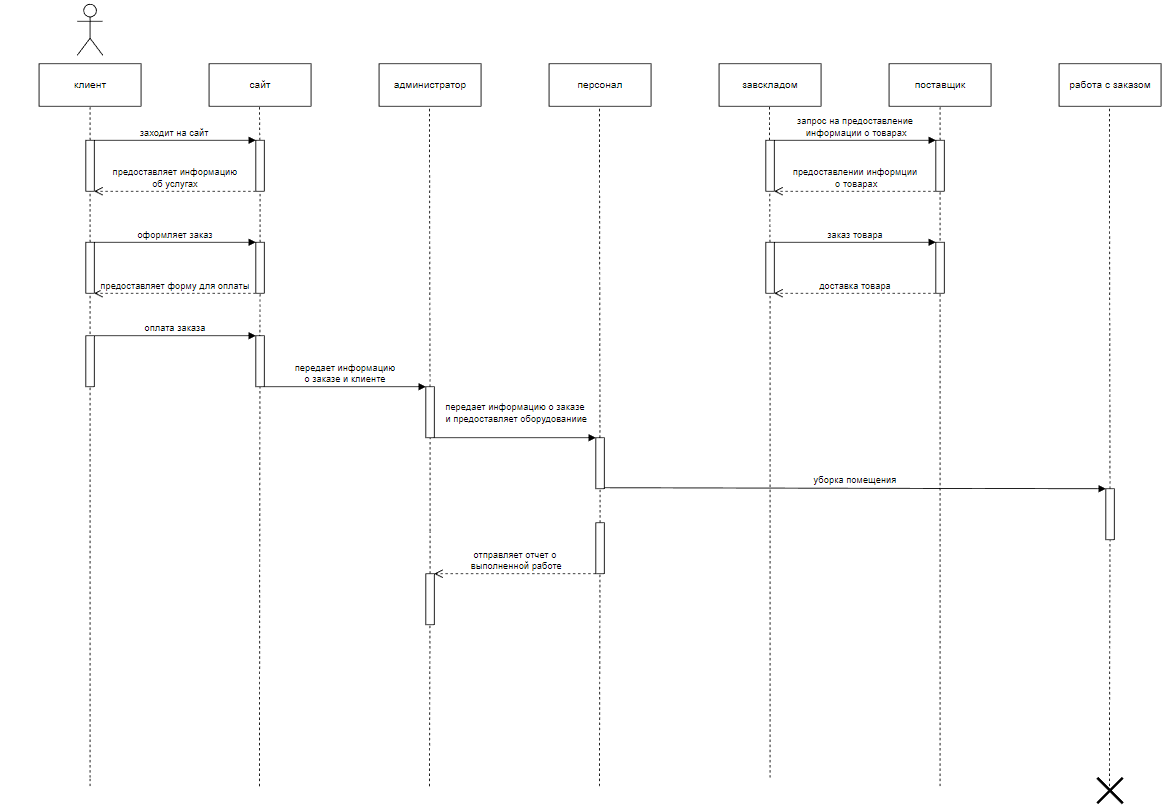 клиент
сайт
администратор
персонал
завскладом
поставщик
работа с заказом
заходит на сайт
запрос на предоставление
информации о товарах
предоставляет информацию
об услугах
предоставлении информции
о товарах
оформляет заказ
заказ товара
предоставляет форму для оплаты
доставка товара
оплата заказа
передает информацию
о заказе и клиенте
передает информацию о заказе
и предоставляет оборудованиие
уборка помещения
отправляет отчет о
выполненной работе